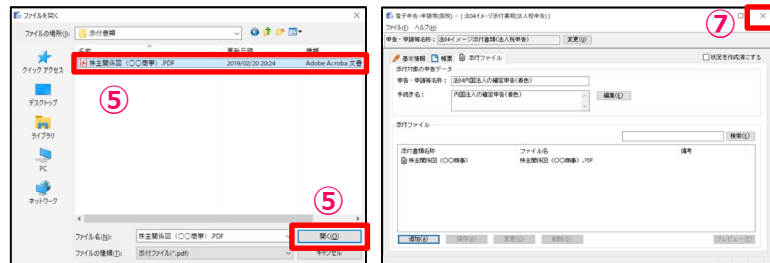 ファイルを開く
ファイルの場所(I):
添付書類
名前
更新日時
種類
株主関係図（〇〇商事）.PDF
2019/02/20 20:24
Adobe Acroba 文書
⑤
クイック アクセス
デスクトップ
ライブラリ
PC
ネットワーク
⑤
ファイル名(N):
株主関係図（〇〇商事）.PDF
開く(O)
ファイルの種類(T):
添付ファイル(*.pdf)
キャンセル
電子申告・申請等(国税) - [法04イメージ添付書類(法人税申告)]
⑦
ファイル(F) ヘルプ(H)
申告・申請等名称：
法04イメージ添付書類(法人税申告)
変更(g)
基本情報
帳票
添付ファイル
状況を作成済にする
添付対象の申告データ
申告・申請等名称：
法04内国法人の確定申告(青色)
手続き名：
内国法人の確定申告(青色)
編集(E)
添付ファイル
検索(S)
添付書類名称
ファイル名
備考
株主関係図（〇〇商事）
株主関係図（〇〇商事）.PDF
追加(A)
保存(V)
変更(C)
削除(D)
プレビュー(P)